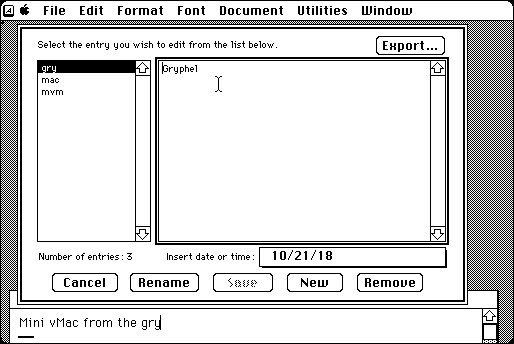 File Edit Format Font Document Utilities Window
Select the entry you wish to edit from the list below.
Export...
gry
mac
mvm
Gryphel
Number of entries: 3
Insert date or time:
10/21/18
Cancel
Rename
Save
New
Remove
Mini vMac from the gry